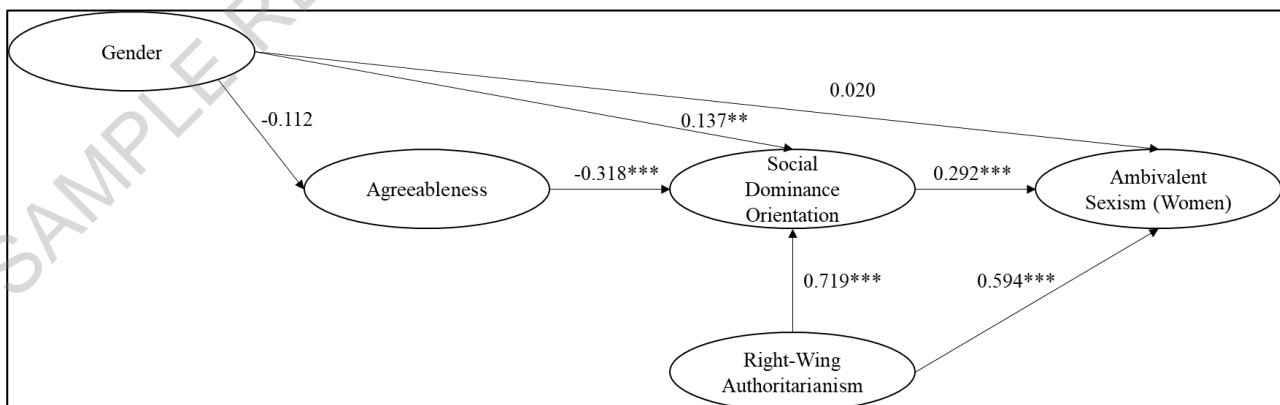 Gender
0.020
-0.112
0.137**
Agreeableness
-0.318***
Social
Dominance
Orientation
0.292***
Ambivalent
Sexism (Women)
0.719***
0.594***
Right-Wing
Authoritarianism
SAMPLE